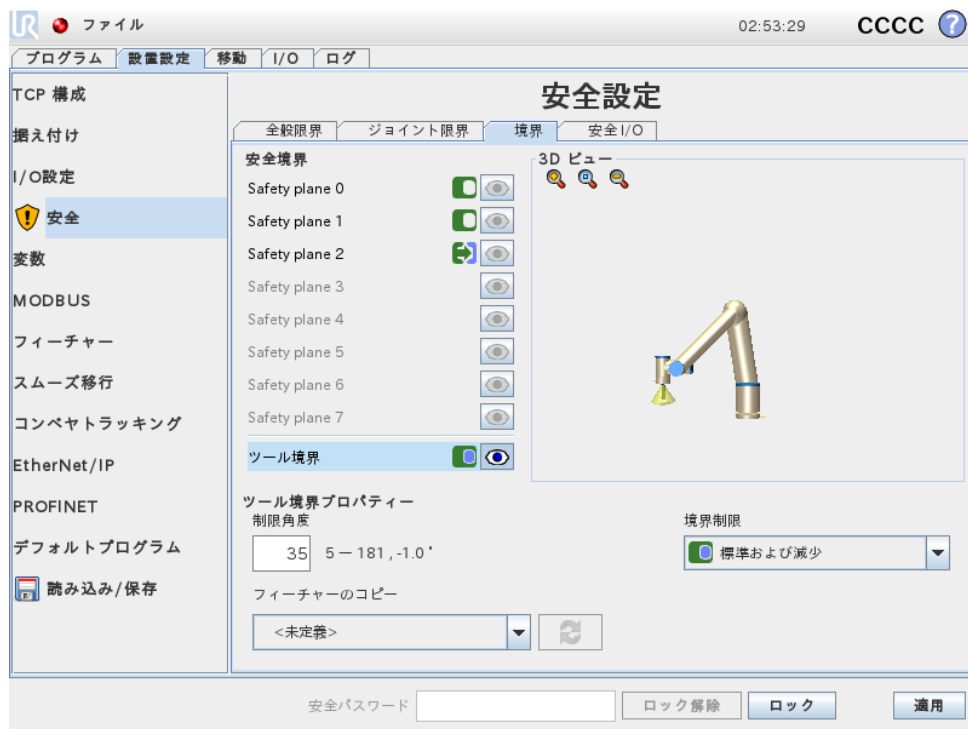 UR ファイル 02:53:29 CCCC ?
プログラム 設置設定 移動 I/O ログ
TCP 構成
据え付け
I/O設定
安全
変数
MODBUS
フィーチャー
スムーズ移行
コンベヤトラッキング
EtherNet/IP
PROFINET
デフォルトプログラム
読み込み/保存
安全設定
全般限界 ジョイント限界 境界 安全I/O
安全境界
Safety plane 0
Safety plane 1
Safety plane 2
Safety plane 3
Safety plane 4
Safety plane 5
Safety plane 6
Safety plane 7
ツール境界
3D ビュー
ツール境界プロパティー
制限角度
35 5 — 181 , -1.0 °
境界制限
標準および減少
フィーチャーのコピー
<未定義>
安全パスワード ロック解除 ロック 適用